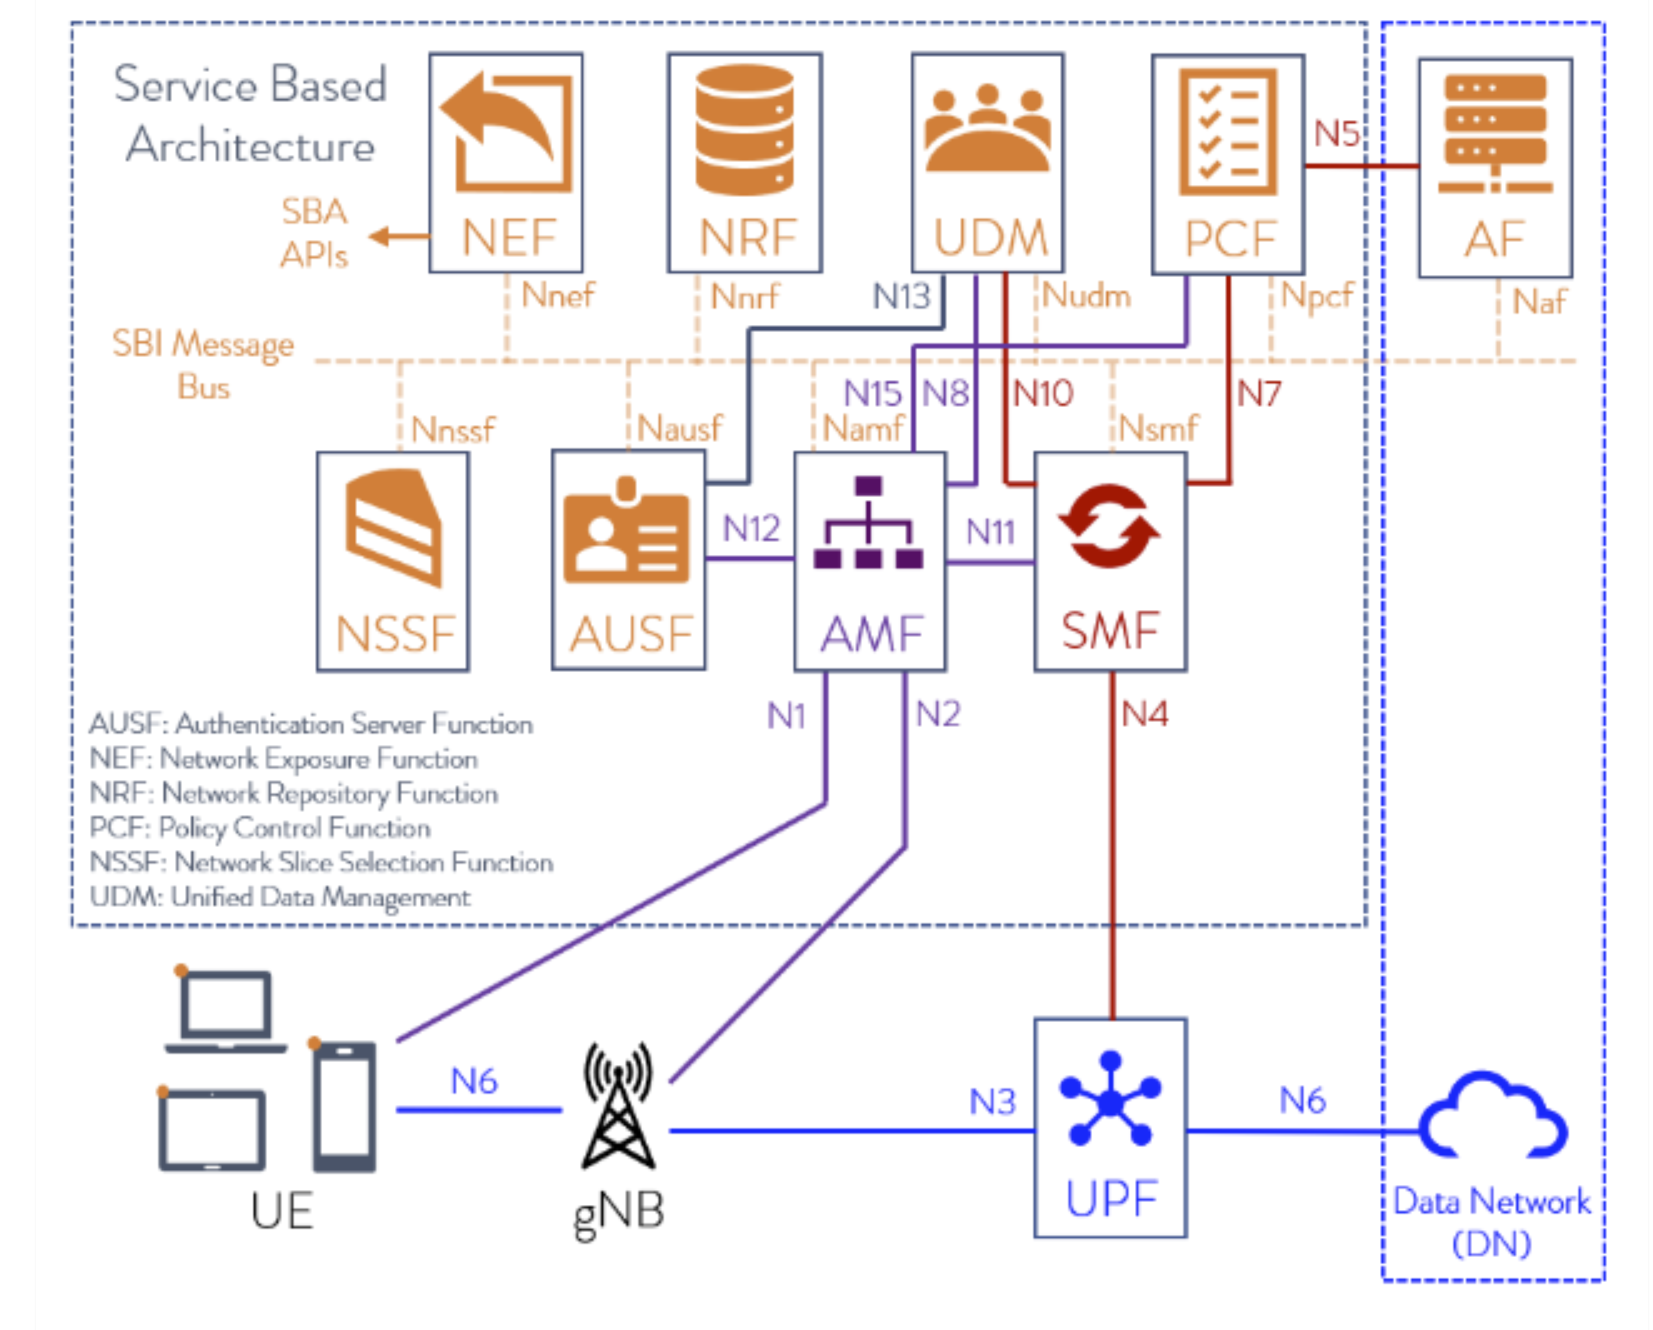 Service Based
Architecture
NEF
NRF
UDM
PCF
N5
AF
SBA
APIs
Nnef
Nnrf
N13
Nudm
Npcf
Naf
SBI Message
Bus
N15
N8
N10
N7
Nnssf
Nausf
Namf
Nsmf
NSSF
AUSF
N12
AMF
N11
SMF
N1
N2
N4
AUSF: Authentication Server Function
NEF: Network Exposure Function
NRF: Network Repository Function
PCF: Policy Control Function
NSSF: Network Slice Selection Function
UDM: Unified Data Management
N6
N3
N6
UE
gNB
UPF
Data Network
(DN)